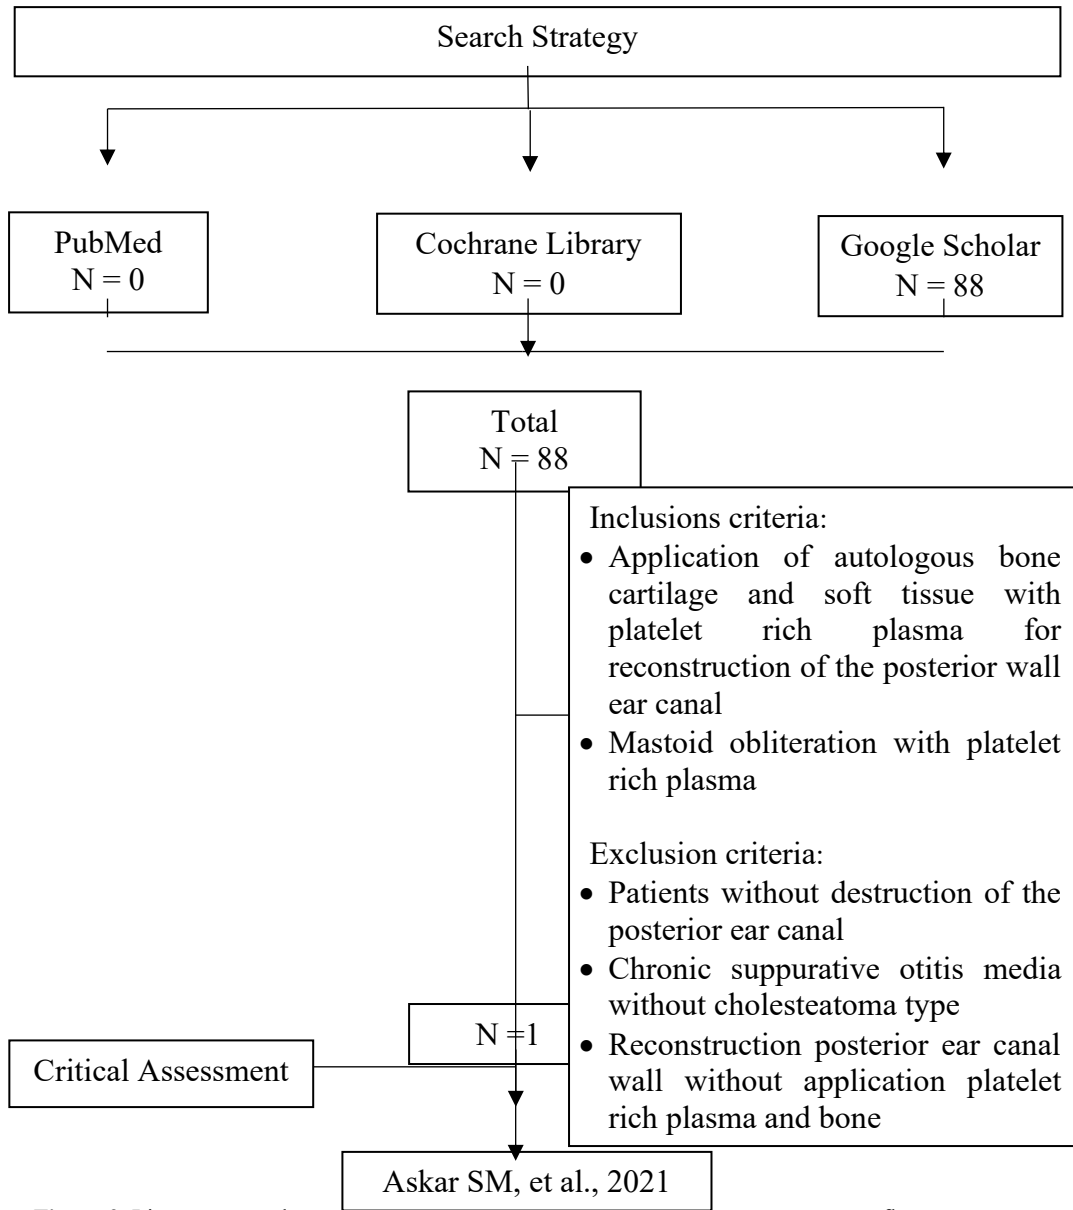 Search Strategy
PubMed
N = 0
Cochrane Library
N = 0
Google Scholar
N = 88
Total
N = 88
Inclusions criteria:
• Application of autologous bone
cartilage and soft tissue with
platelet rich plasma for
reconstruction of the posterior wall
ear canal
• Mastoid obliteration with platelet
rich plasma
Exclusion criteria:
• Patients without destruction of the
posterior ear canal
• Chronic suppurative otitis media
without cholesteatoma type
• Reconstruction posterior ear canal
wall without application platelet
rich plasma and bone
N =1
Critical Assessment
Askar SM, et al., 2021